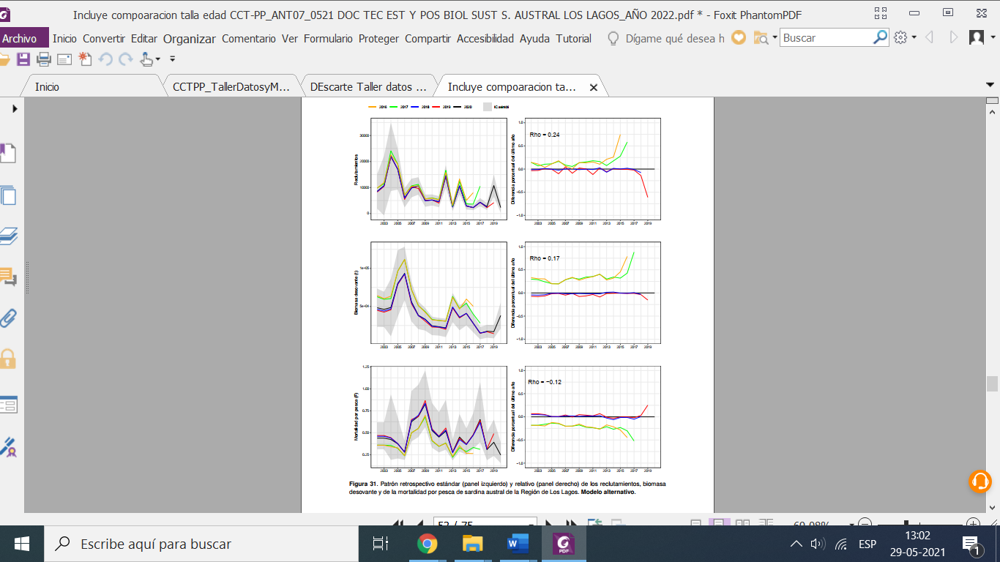 Incluye compoaracion talla edad CCT-PP_ANT07_0521 DOC TEC EST Y POS BIOL SUST S. AUSTRAL LOS LAGOS_AÑO 2022.pdf * - Foxit PhantomPDF
Archivo Inicio Convertir Editar Organizar Comentario Ver Formulario Proteger Compartir Accesibilidad Ayuda Tutorial Dígame qué desea h Buscar
Inicio CCTPP_TallerDatosyM... DEscarte Taller datos ... Incluye compoaracion ta...
2016 2017 2018 2019 2020 IC asintót
Reclutamientos
30000
20000
10000
0
2003 2005 2007 2009 2011 2013 2015 2017 2019
Diferencia porcentual del último año
1.0
0.5
0.0
−0.5
−1.0
Rho = 0.24
2003 2005 2007 2009 2011 2013 2015 2017 2019
Biomasa desovante (t)
1e+05
5e+04
2003 2005 2007 2009 2011 2013 2015 2017 2019
Diferencia porcentual del último año
1.0
0.5
0.0
−0.5
−1.0
Rho = 0.17
2003 2005 2007 2009 2011 2013 2015 2017 2019
Mortalidad por pesca (F)
1.25
1.00
0.75
0.50
0.25
2003 2005 2007 2009 2011 2013 2015 2017 2019
Diferencia porcentual del último año
1.0
0.5
0.0
−0.5
−1.0
Rho = −0.12
2003 2005 2007 2009 2011 2013 2015 2017 2019
Figura 31. Patrón retrospectivo estándar (panel izquierdo) y relativo (panel derecho) de los reclutamientos, biomasa
desovante y de la mortalidad por pesca de sardina austral de la Región de Los Lagos. Modelo alternativo.
52 / 75
69.08%
Escribe aquí para buscar
PDF
ESP
13:02
29-05-2021
1